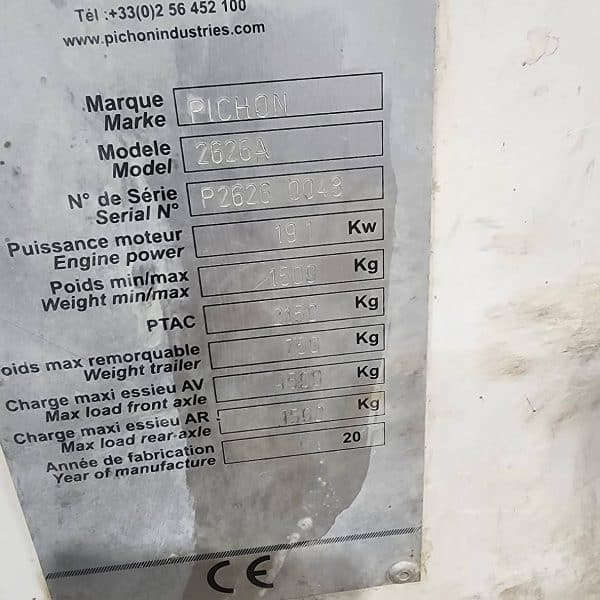 Tél :+33(0)2 56 452 100
www.pichonindustries.com
Marque PICHON
Marke
Modele 2626A
Model
N° de Série P2626 0043
Serial N°
Puissance moteur Kw
Engine power
Poids min/max 1500 Kg
Weight min/max
PTAC Kg
oids max remorquable Kg
Weight trailer
Charge maxi essieu AV Kg
Max load front axle
Charge maxi essieu AR Kg
Max load rear axle
Année de fabrication 20
Year of manufacture
CE